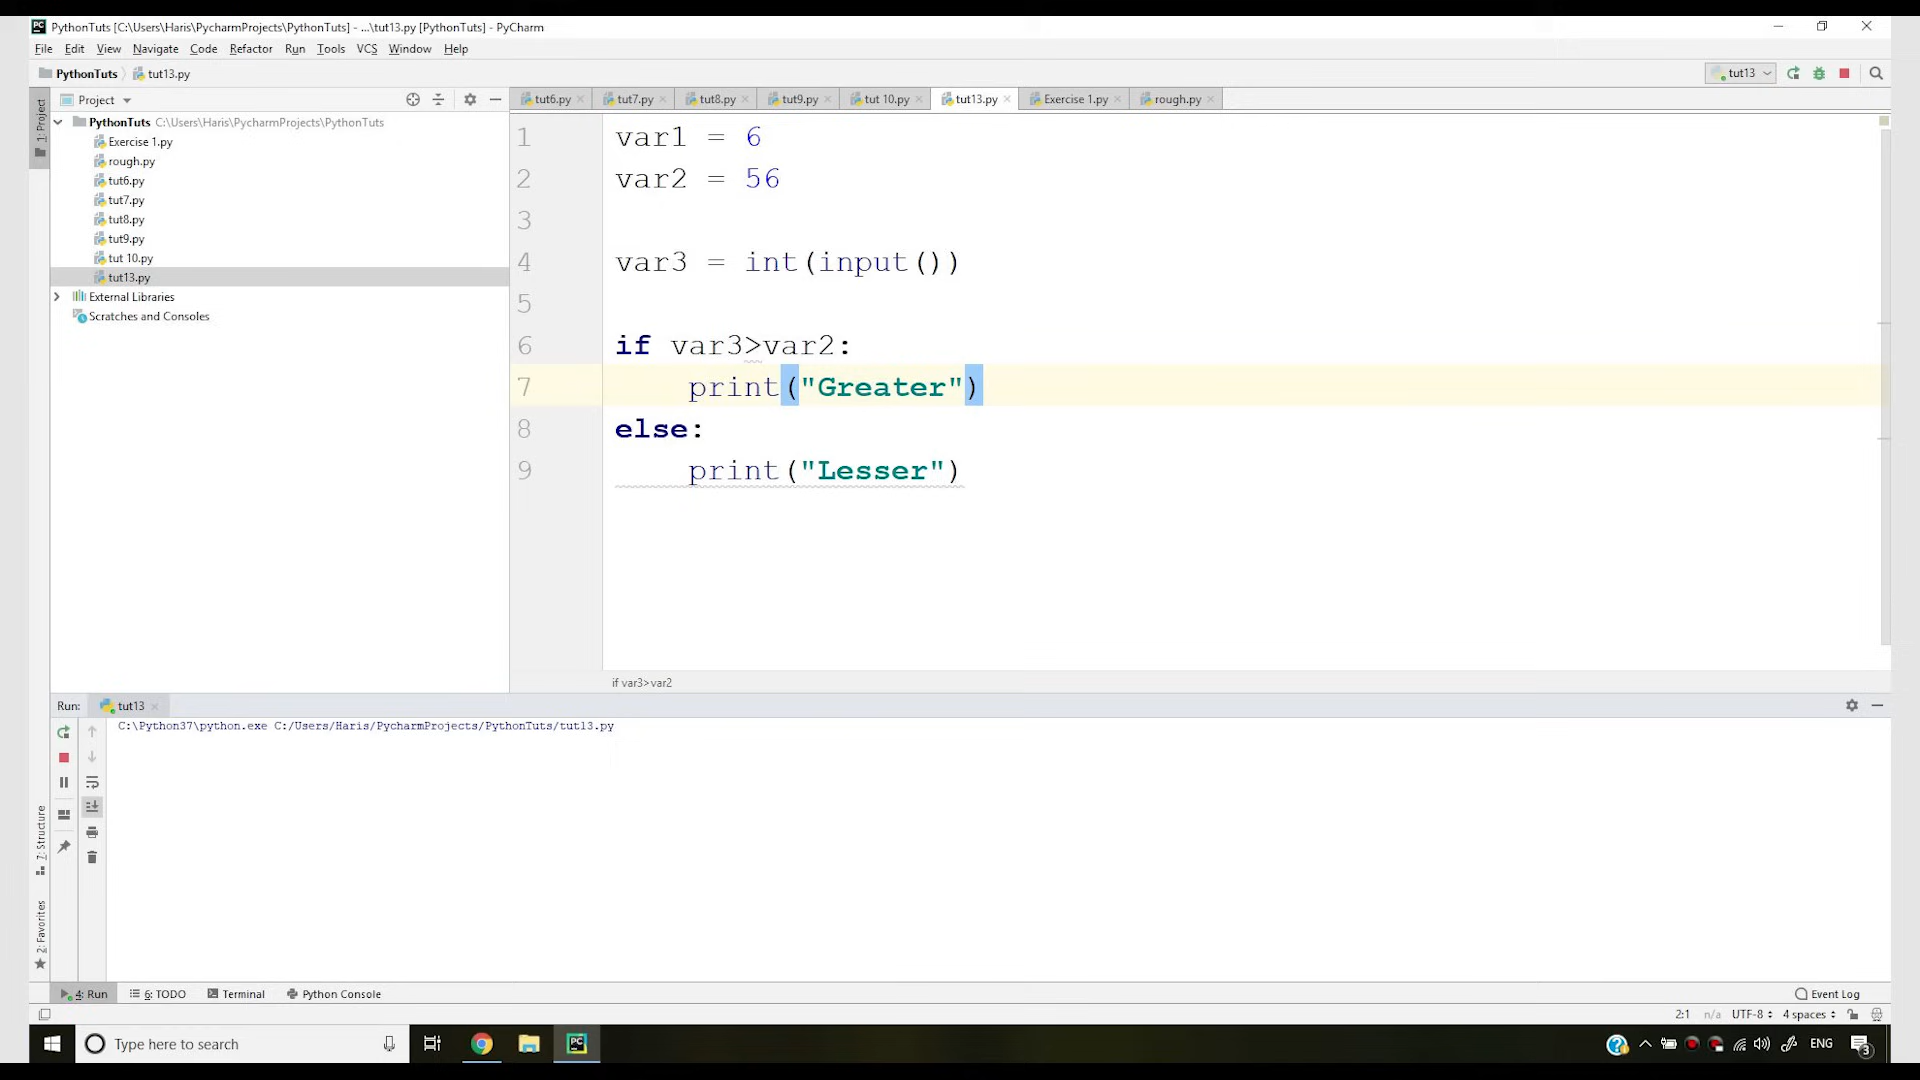 PythonTuts [C:\Users\Haris\PycharmProjects\PythonTuts] - ...\tut13.py [PythonTuts] - PyCharm
File Edit View Navigate Code Refactor Run Tools VCS Window Help
PythonTuts tut13.py
tut13
1: Project
Project
tut6.py tut7.py tut8.py tut9.py tut 10.py tut13.py Exercise 1.py rough.py
PythonTuts C:\Users\Haris\PycharmProjects\PythonTuts
Exercise 1.py
rough.py
tut6.py
tut7.py
tut8.py
tut9.py
tut 10.py
tut13.py
External Libraries
Scratches and Consoles
1 var1 = 6
2 var2 = 56
3
4 var3 = int(input())
5
6 if var3>var2:
7 print("Greater")
8 else:
9 print("Lesser")
if var3>var2
Run: tut13
C:\Python37\python.exe C:/Users/Haris/PycharmProjects/PythonTuts/tut13.py
7: Structure
2: Favorites
4: Run 6: TODO Terminal Python Console
Event Log
2:1 n/a UTF-8 4 spaces
Type here to search
PC
ENG
3